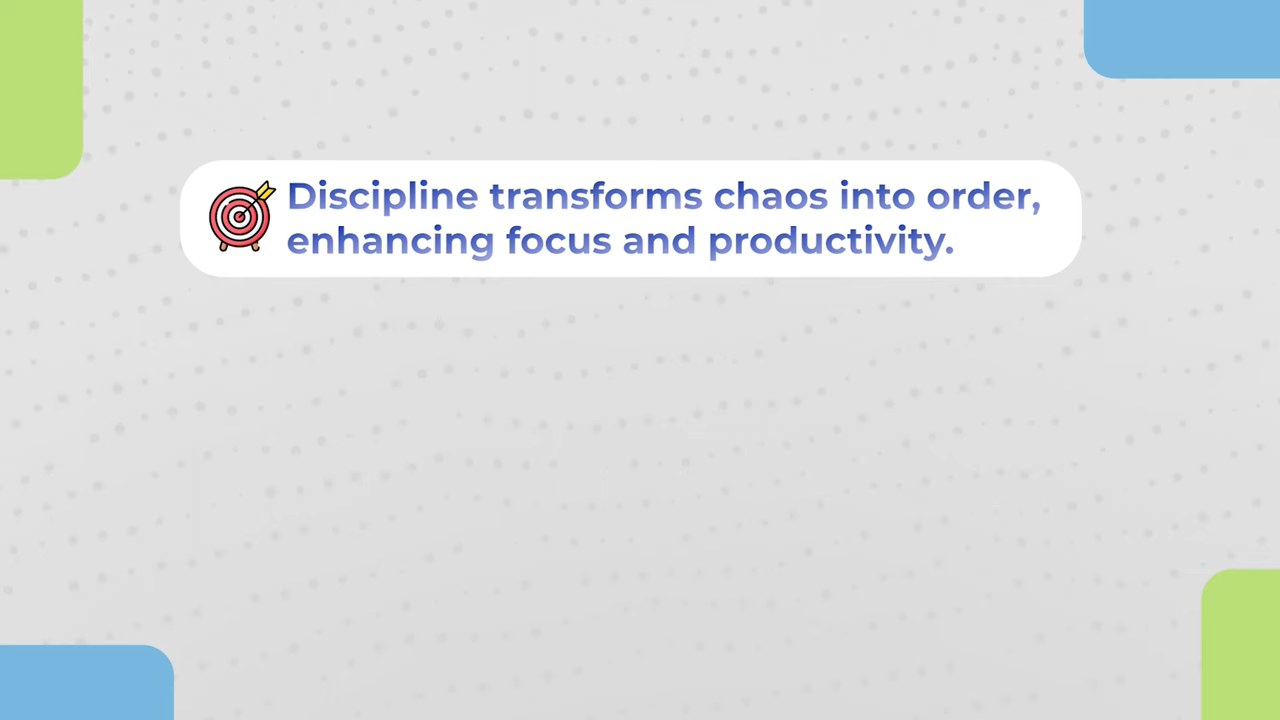 Discipline transforms chaos into order,
enhancing focus and productivity.